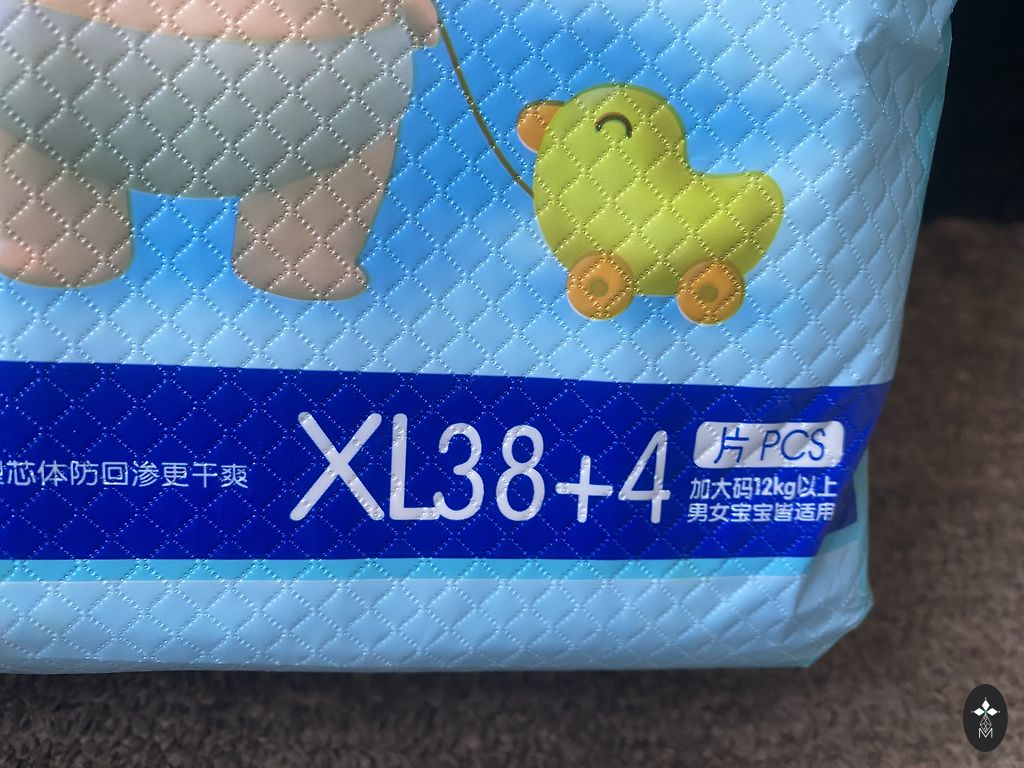 芯体防回渗更干爽
XL38+4
片 PCS
加大码12kg以上
男女宝宝皆适用
M